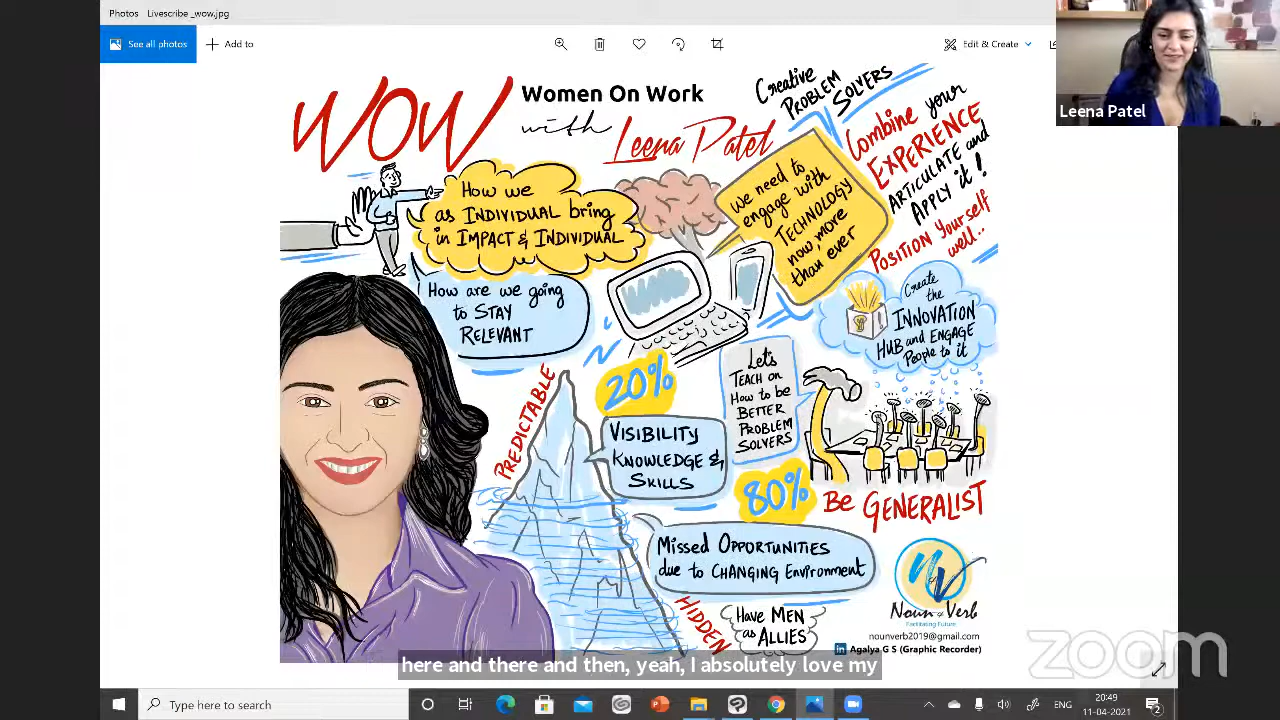 Photos Livescribe _wow.jpg
See all photos
Add to
Edit & Create
Leena Patel
WOW
Women On Work
with Leena Patel
Creative
PROBLEM
SOLVERS
Combine your
EXPERIENCE
ARTICULATE and
APPLY it!
POSITION Yourself
well..
How we
as INDIVIDUAL bring
in IMPACT & INDIVIDUAL
we need to
engage with
TECHNOLOGY
now, more
than ever
How are we going
to STAY
RELEVANT
Create
the
INNOVATION
HUB and ENGAGE
People to it
PREDICTABLE
20%
VISIBILITY
KNOWLEDGE &
SKILLS
Let's
TEACH on
How to be
BETTER
PROBLEM
SOLVERS
80%
Be GENERALIST
Missed OPPORTUNITIES
due to CHANGING Environment
HIDDEN
Have MEN
as ALLIES
Noun & Verb
Facilitating Future
nounverb2019@gmail.com
in Agalya G S (Graphic Recorder)
here and there and then, yeah, I absolutely love my
zoom
Type here to search
ENG
20:49
11-04-2021
2